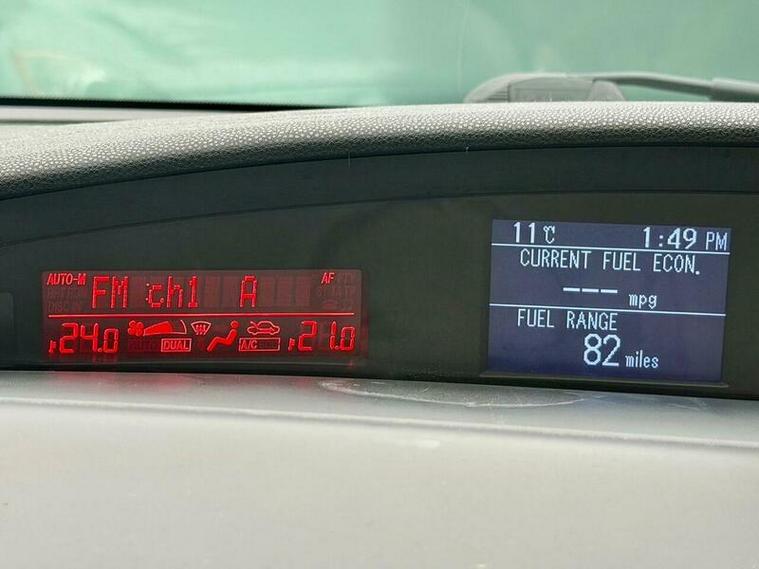 AUTO-M AF
FM ch1 A
24.0 DUAL A/C 21.0
11℃ 1:49 PM
CURRENT FUEL ECON.
--- mpg
FUEL RANGE
82 miles